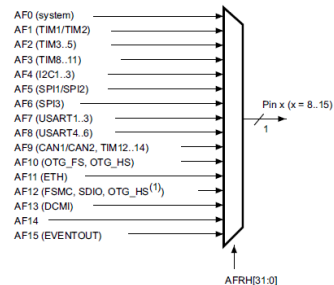 AF0 (system)
AF1 (TIM1/TIM2)
AF2 (TIM3..5)
AF3 (TIM8..11)
AF4 (I2C1..3)
AF5 (SPI1/SPI2)
AF6 (SPI3)
AF7 (USART1..3)
AF8 (USART4..6)
AF9 (CAN1/CAN2, TIM12..14)
AF10 (OTG_FS, OTG_HS)
AF11 (ETH)
AF12 (FSMC, SDIO, OTG_HS(1))
AF13 (DCMI)
AF14
AF15 (EVENTOUT)
Pin x (x = 8..15)
1
AFRH[31:0]